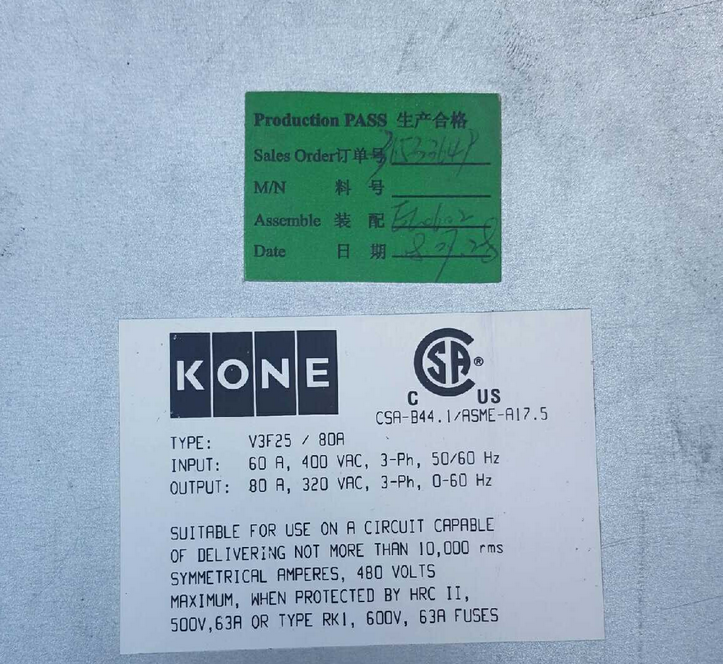 Production PASS 生产合格
Sales Order订单号
M/N 料 号
Assemble 装 配
Date 日 期
KONE
CSA®
C US
CSA-B44.1/ASME-A17.5
TYPE: V3F25 / 80A
INPUT: 60 A, 400 VAC, 3-Ph, 50/60 Hz
OUTPUT: 80 A, 320 VAC, 3-Ph, 0-60 Hz
SUITABLE FOR USE ON A CIRCUIT CAPABLE
OF DELIVERING NOT MORE THAN 10,000 rms
SYMMETRICAL AMPERES, 480 VOLTS
MAXIMUM, WHEN PROTECTED BY HRC II,
500V,63A OR TYPE RK1, 600V, 63A FUSES